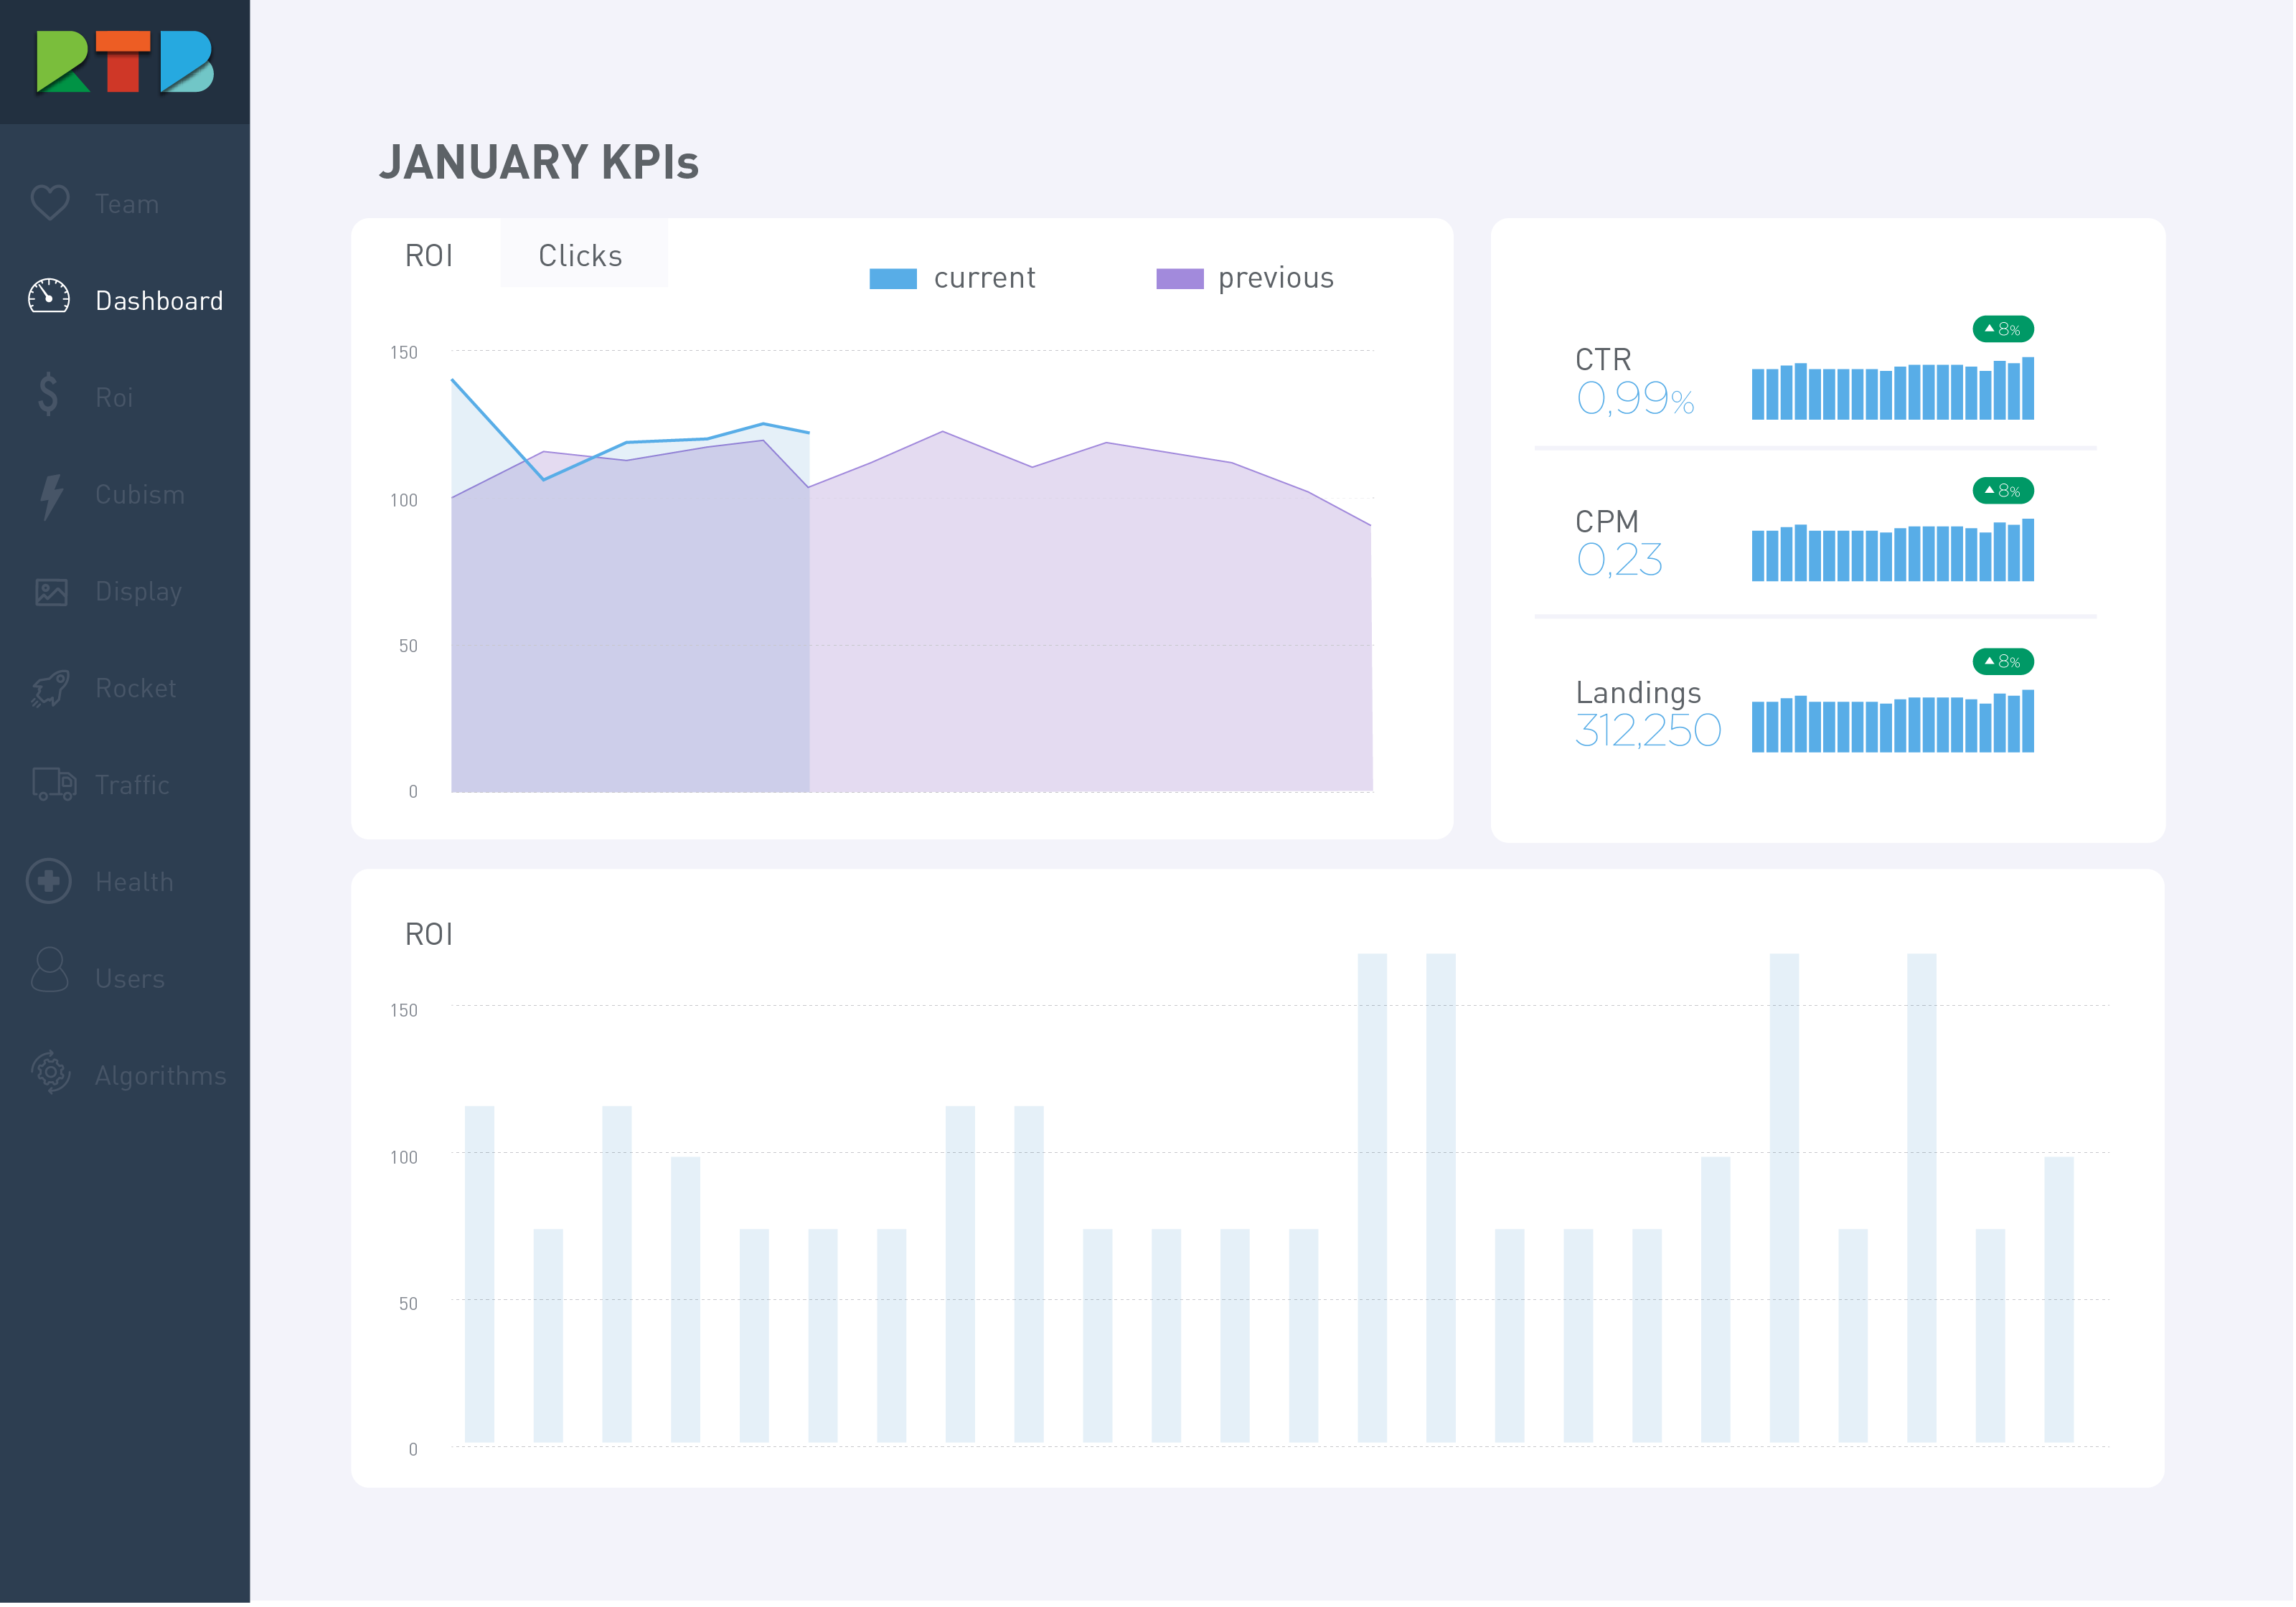 RTB
Team
Dashboard
Roi
Cubism
Display
Rocket
Traffic
Health
Users
Algorithms
JANUARY KPIs
ROI
Clicks
current
previous
150
100
50
0
8%
CTR
0,99%
8%
CPM
0,23
8%
Landings
312,250
ROI
150
100
50
0